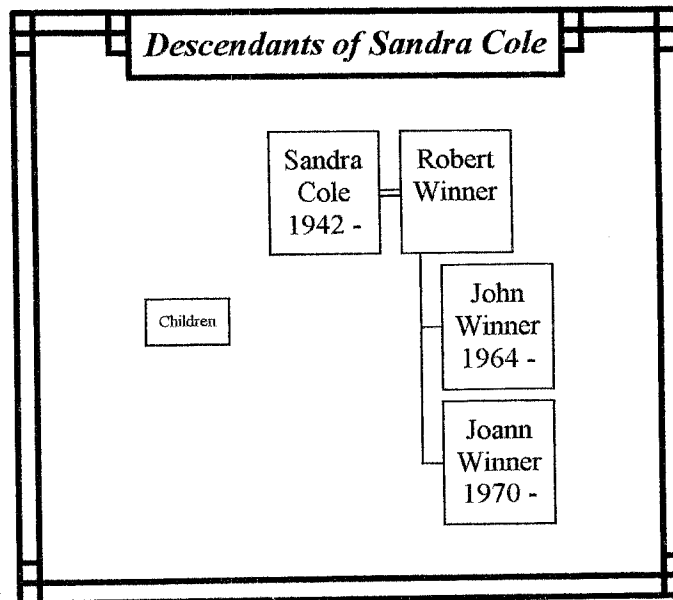 Descendants of Sandra Cole
Sandra
Cole
1942 -
Robert
Winner
Children
John
Winner
1964 -
Joann
Winner
1970 -